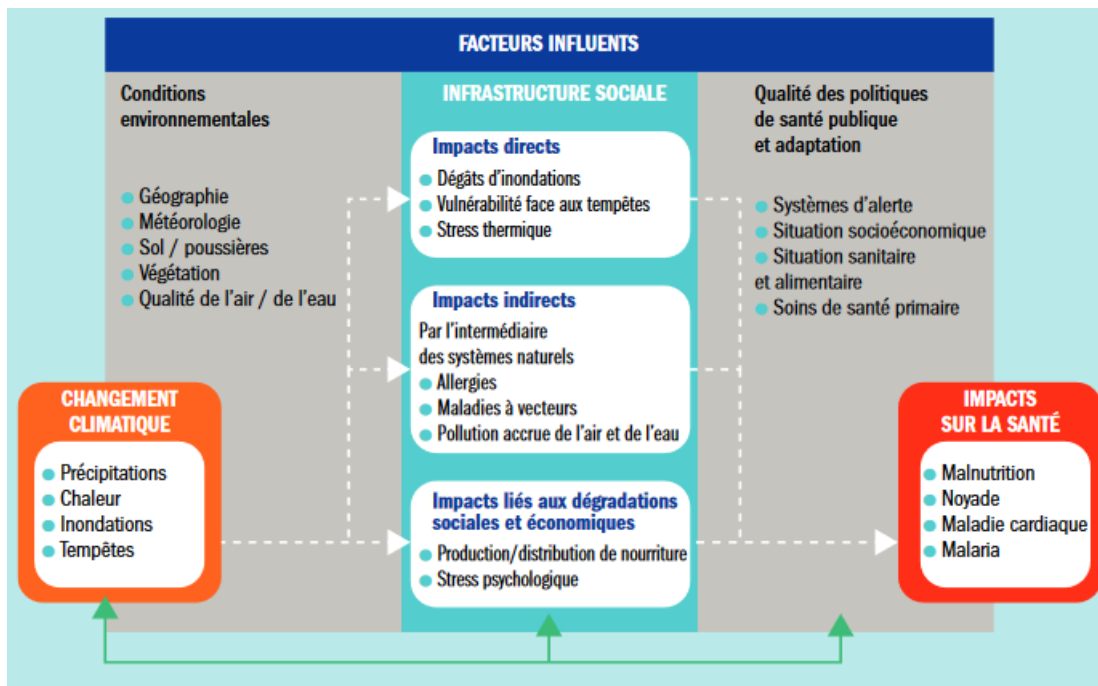 FACTEURS INFLUENTS
Conditions
environnementales
Géographie
Météorologie
Sol / poussières
Végétation
Qualité de l'air / de l'eau
INFRASTRUCTURE SOCIALE
Impacts directs
Dégâts d'inondations
Vulnérabilité face aux tempêtes
Stress thermique
Impacts indirects
Par l'intermédiaire
des systèmes naturels
Allergies
Maladies à vecteurs
Pollution accrue de l'air et de l'eau
Impacts liés aux dégradations
sociales et économiques
Production/distribution de nourriture
Stress psychologique
Qualité des politiques
de santé publique
et adaptation
Systèmes d'alerte
Situation socioéconomique
Situation sanitaire
et alimentaire
Soins de santé primaire
CHANGEMENT
CLIMATIQUE
Précipitations
Chaleur
Inondations
Tempêtes
IMPACTS
SUR LA SANTÉ
Malnutrition
Noyade
Maladie cardiaque
Malaria